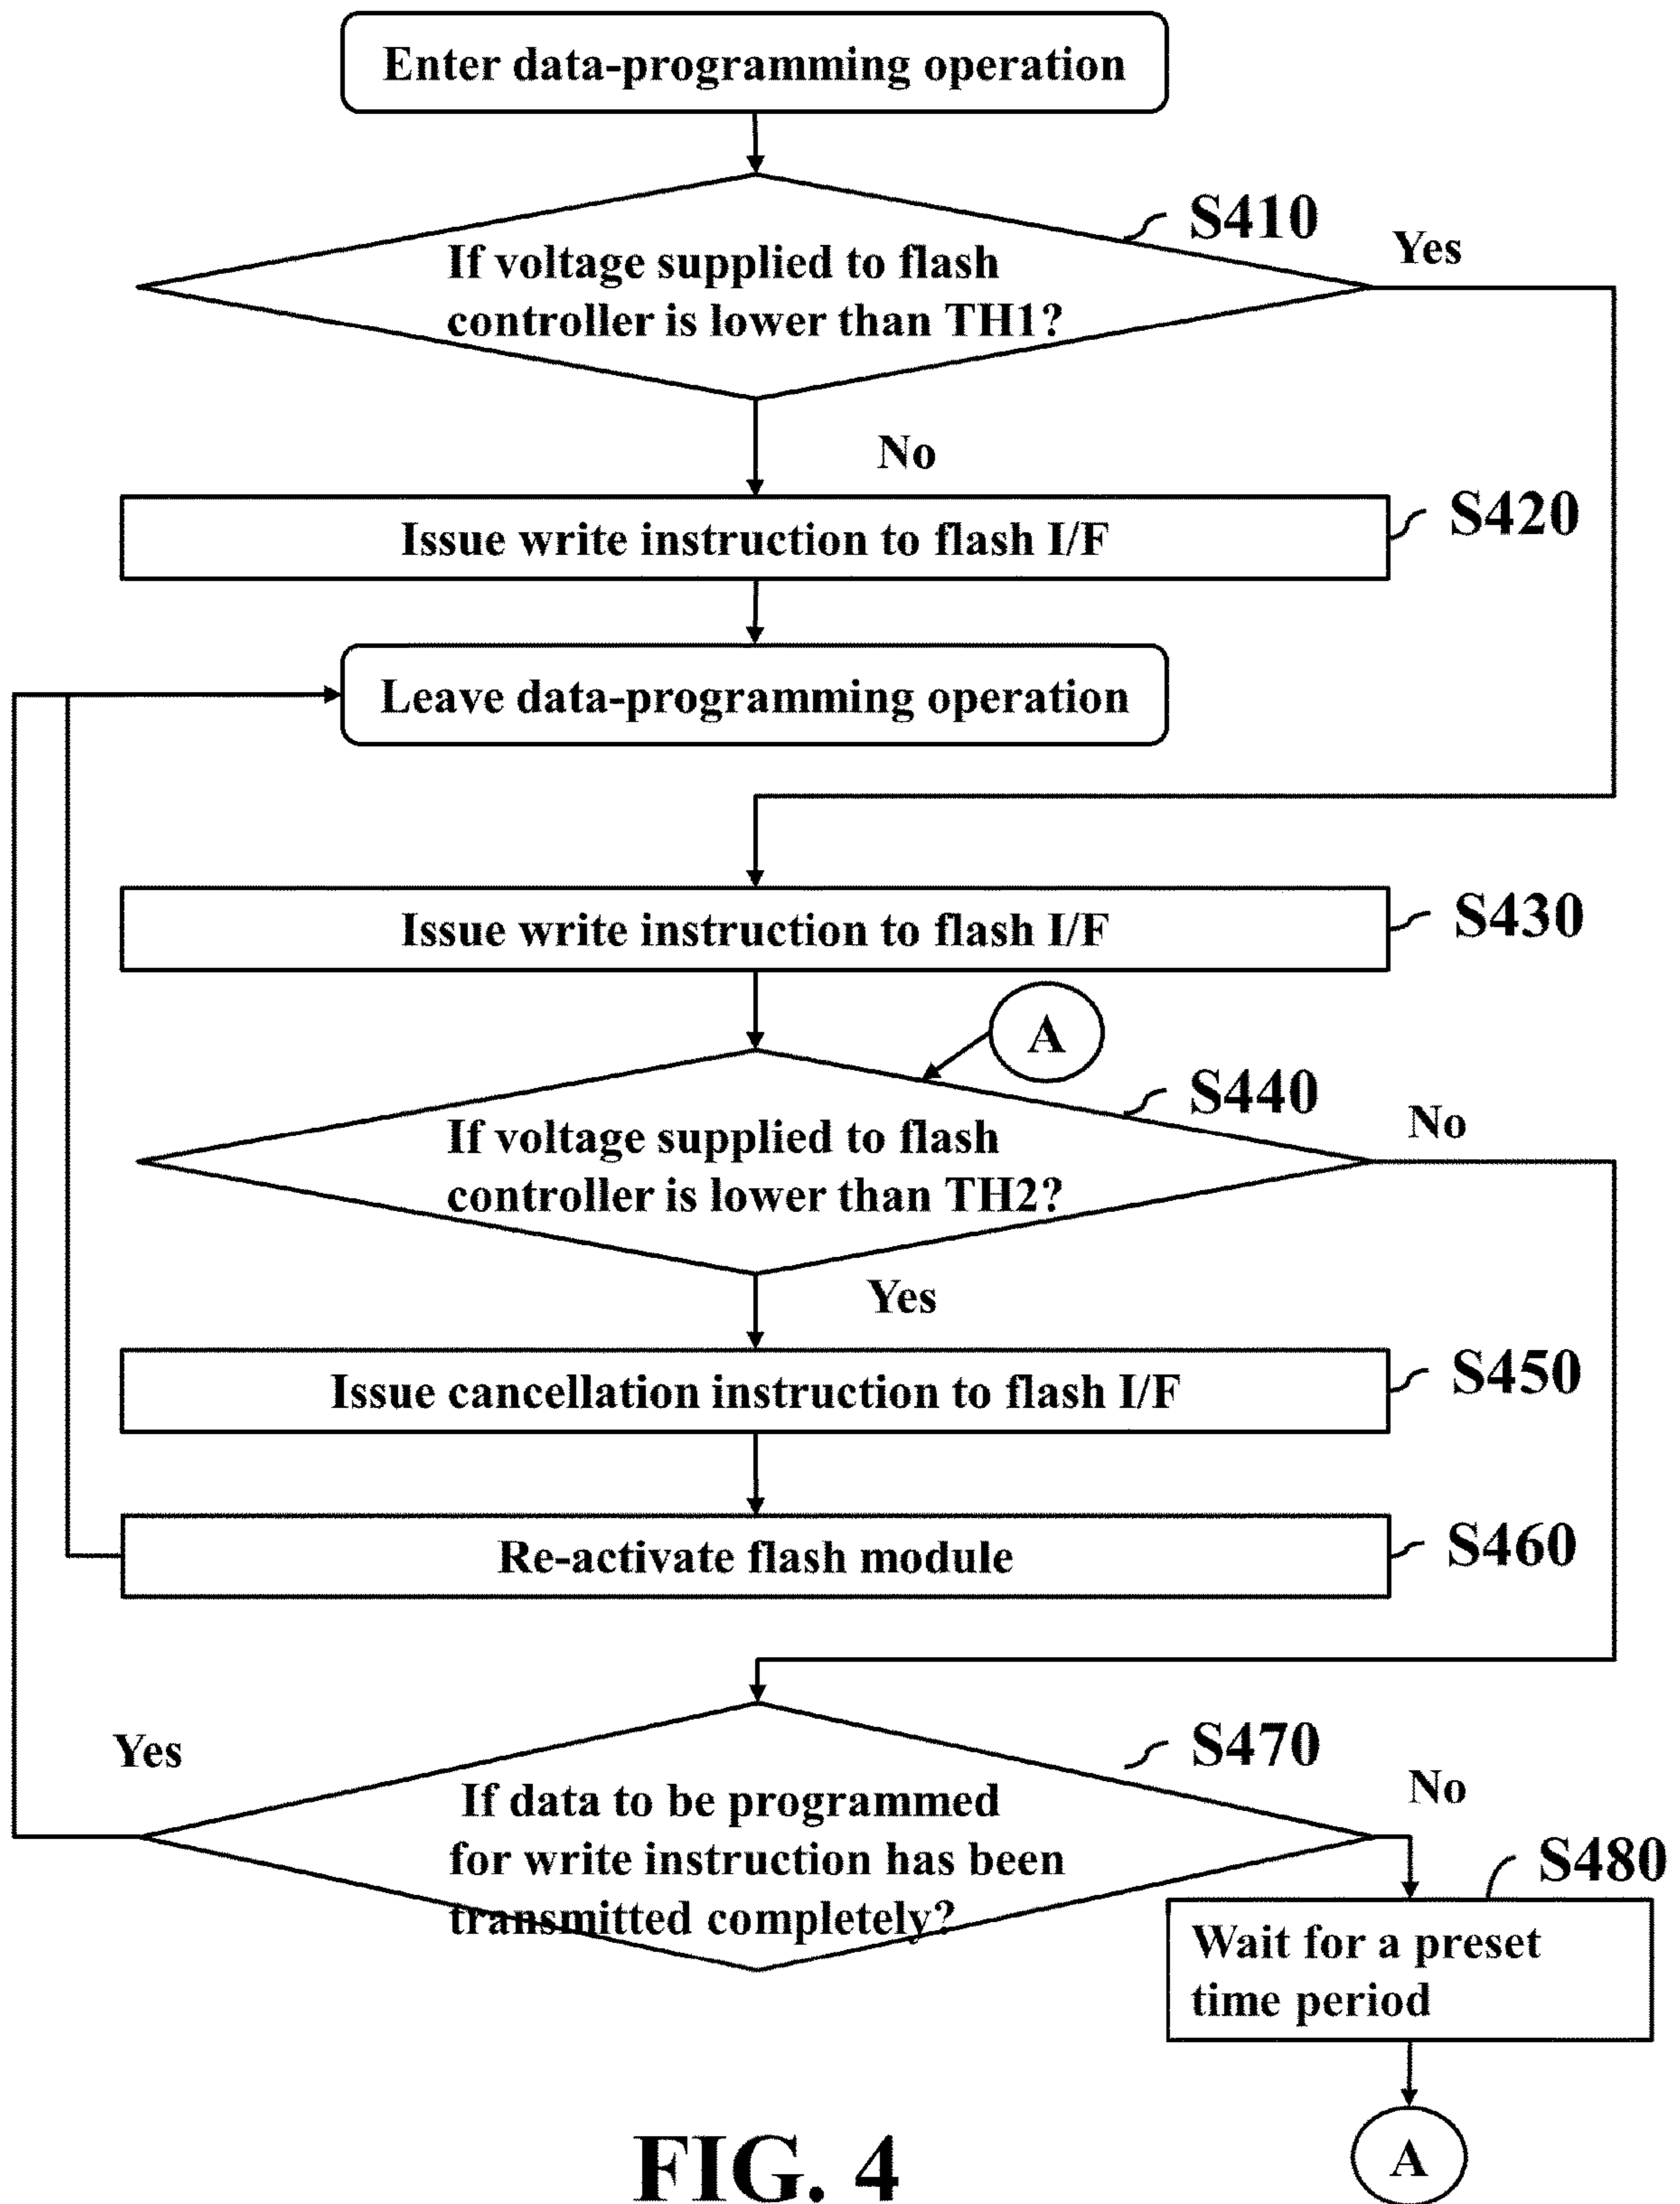 Enter data-programming operation
S410
Yes
If voltage supplied to flash
controller is lower than TH1?
No
Issue write instruction to flash I/F
S420
Leave data-programming operation
Issue write instruction to flash I/F
S430
A
S440
No
If voltage supplied to flash
controller is lower than TH2?
Yes
Issue cancellation instruction to flash I/F
S450
Re-activate flash module
S460
Yes
S470
No
If data to be programmed
for write instruction has been
transmitted completely?
S480
Wait for a preset
time period
A
FIG. 4